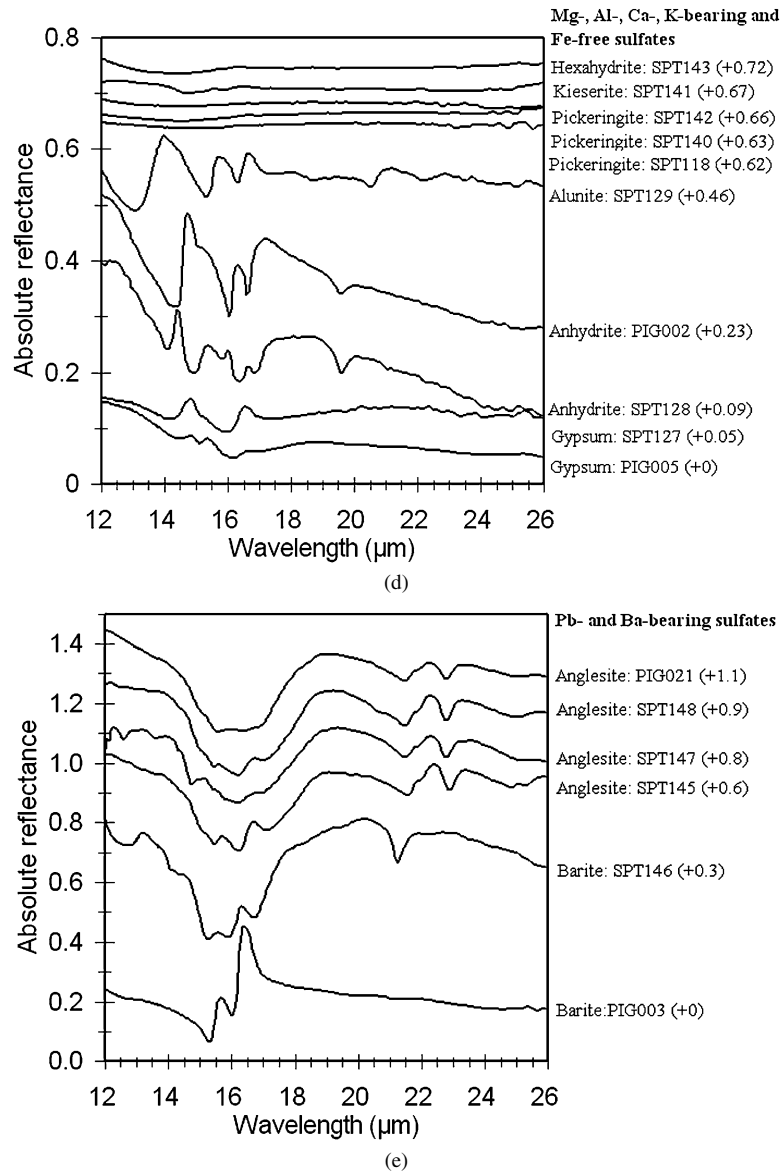 Mg-, Al-, Ca-, K-bearing and
Fe-free sulfates
0.8
0.6
0.4
0.2
0
Absolute reflectance
Hexahydrite: SPT143 (+0.72)
Kieserite: SPT141 (+0.67)
Pickeringite: SPT142 (+0.66)
Pickeringite: SPT140 (+0.63)
Pickeringite: SPT118 (+0.62)
Alunite: SPT129 (+0.46)
Anhydrite: PIG002 (+0.23)
Anhydrite: SPT128 (+0.09)
Gypsum: SPT127 (+0.05)
Gypsum: PIG005 (+0)
12 14 16 18 20 22 24 26
Wavelength (µm)
(d)
Pb- and Ba-bearing sulfates
1.4
1.2
1.0
0.8
0.6
0.4
0.2
0.0
Absolute reflectance
Anglesite: PIG021 (+1.1)
Anglesite: SPT148 (+0.9)
Anglesite: SPT147 (+0.8)
Anglesite: SPT145 (+0.6)
Barite: SPT146 (+0.3)
Barite:PIG003 (+0)
12 14 16 18 20 22 24 26
Wavelength (µm)
(e)